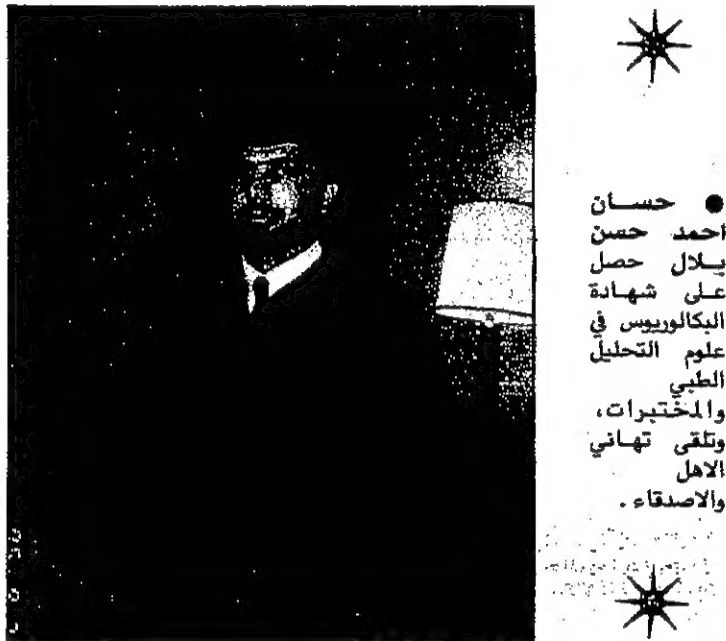 ● حسان
احمد حسن
بلال حصل
على شهادة
البكالوريوس في
علوم التحليل
الطبي
والمختبرات،
وتلقى تهاني
الاهل
والاصدقاء.